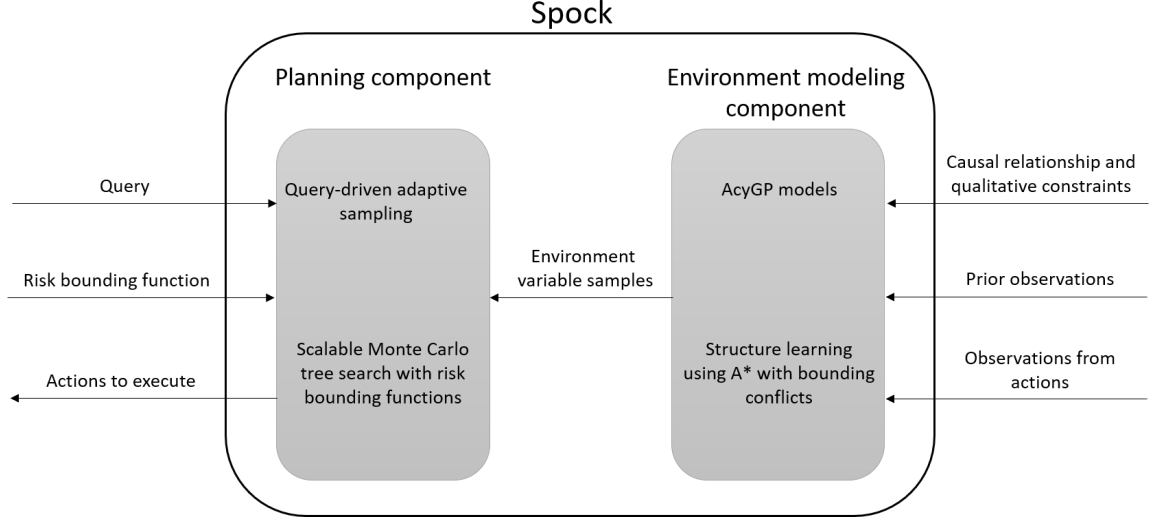 Spock
Planning component
Environment modeling
component
Query
Query-driven adaptive
sampling
AcyGP models
Causal relationship and
qualitative constraints
Risk bounding function
Environment
variable samples
Prior observations
Actions to execute
Scalable Monte Carlo
tree search with risk
bounding functions
Structure learning
using A* with bounding
conflicts
Observations from
actions